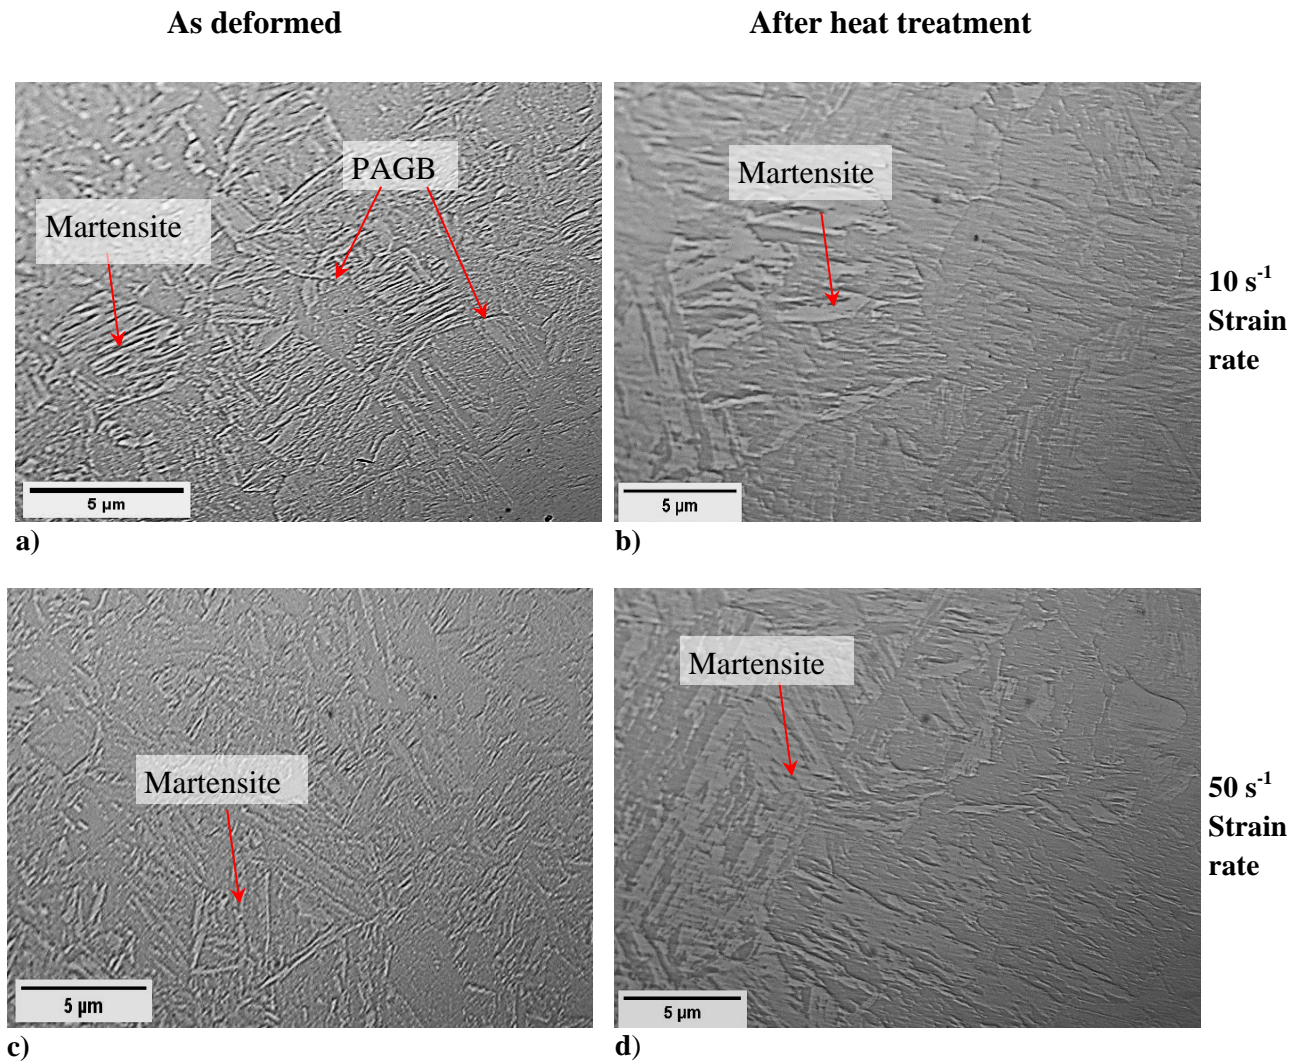 As deformed
After heat treatment
PAGB
Martensite
5 µm
a)
Martensite
5 µm
b)
10 s⁻¹
Strain
rate
Martensite
5 µm
c)
Martensite
5 µm
d)
50 s⁻¹
Strain
rate